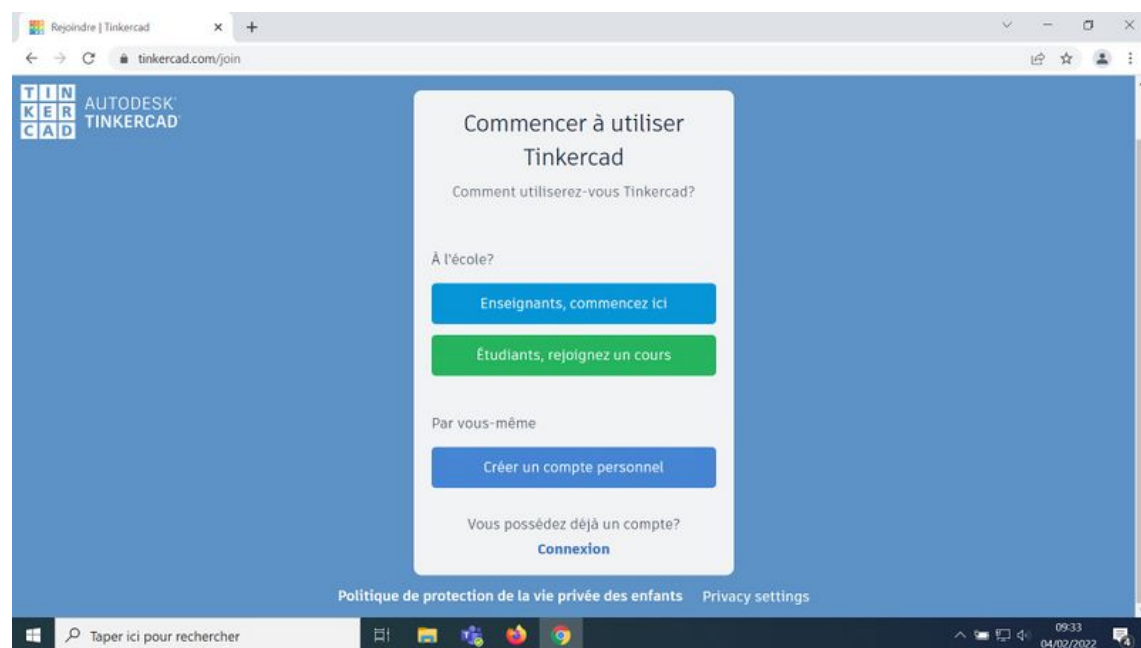 Rejoindre | Tinkercad
tinkercad.com/join
TIN
KER
CAD
AUTODESK
TINKERCAD
Commencer à utiliser
Tinkercad
Comment utiliserez-vous Tinkercad?
À l'école?
Enseignants, commencez ici
Étudiants, rejoignez un cours
Par vous-même
Créer un compte personnel
Vous possédez déjà un compte?
Connexion
Politique de protection de la vie privée des enfants Privacy settings
Taper ici pour rechercher
09:33
04/02/2022
4